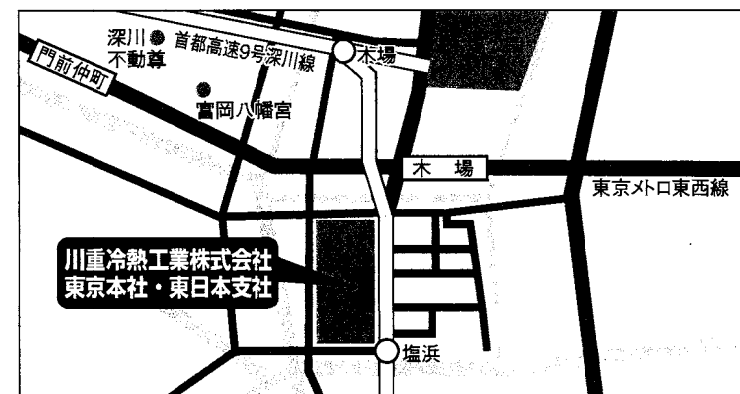 深川
不動尊
首都高速9号深川線
木場
門前仲町
富岡八幡宮
木場
東京メトロ東西線
川重冷熱工業株式会社
東京本社・東日本支社
塩浜